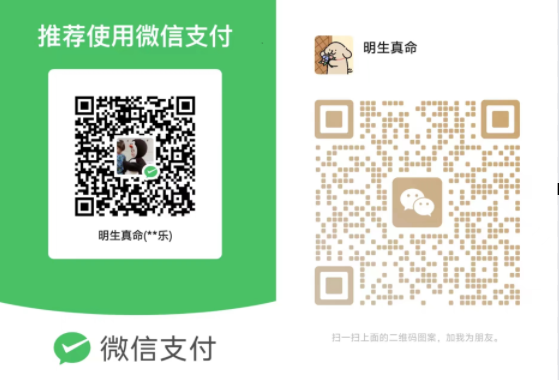 推荐使用微信支付
明生真命(**乐)
微信支付
明生真命
扫一扫上面的二维码图案，加我为朋友。